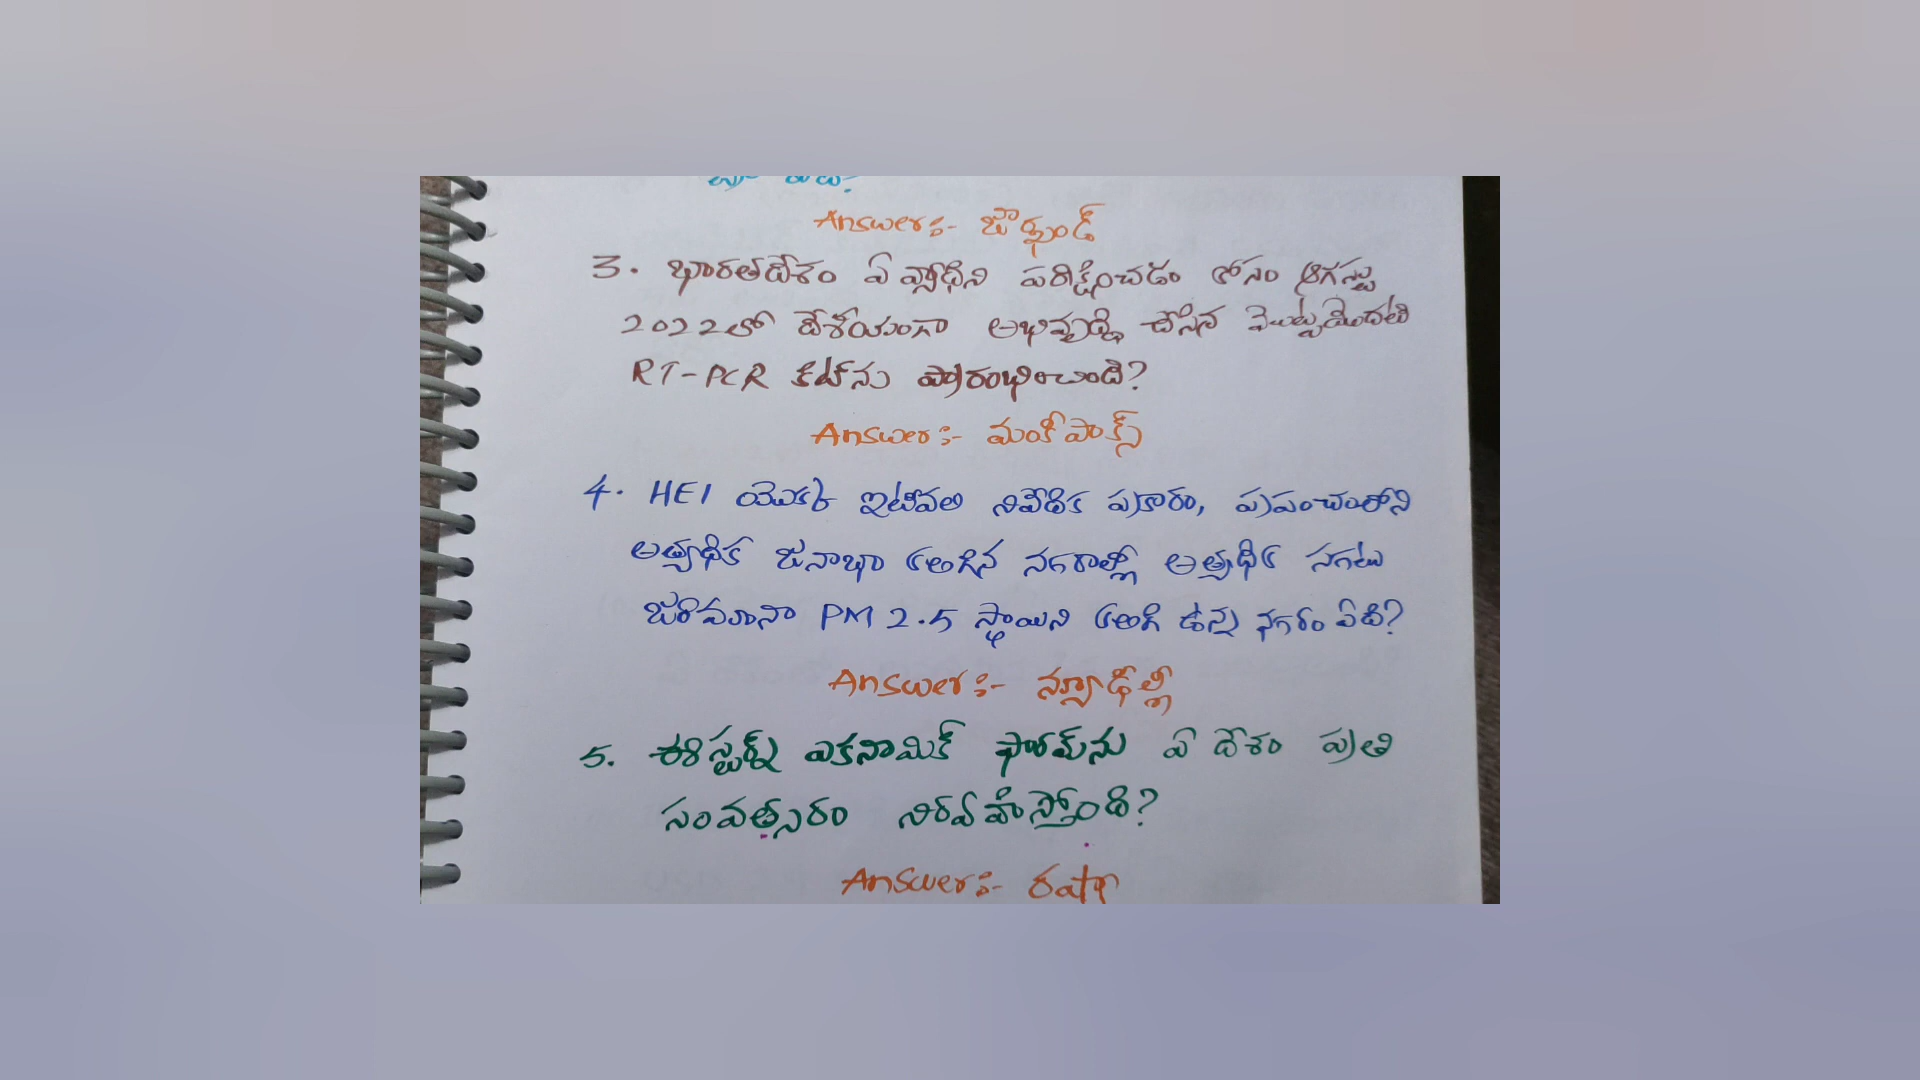 Answer :- జార్ఖండ్
3. భారతదేశం ఏ వ్యాధిని పరీక్షించడం కోసం ఆగస్టు
2022లో దేశీయంగా అభివృద్ధి చేసిన మొట్టమొదటి
RT-PCR కిట్‌ను ప్రారంభించింది?
Answer :- మంకీపాక్స్
4. HEI యొక్క ఇటీవలి నివేదిక ప్రకారం, ప్రపంచంలోని
అత్యధిక జనాభా కలిగిన నగరాల్లో అత్యధిక సగటు
జరిమానా PM 2.5 స్థాయిని కలిగి ఉన్న నగరం ఏది?
Answer :- న్యూఢిల్లీ
5. ఈస్టర్న్ ఎకనామిక్ ఫోరమ్‌ను ఏ దేశం ప్రతి
సంవత్సరం నిర్వహిస్తోంది?
Answer :- రష్యా